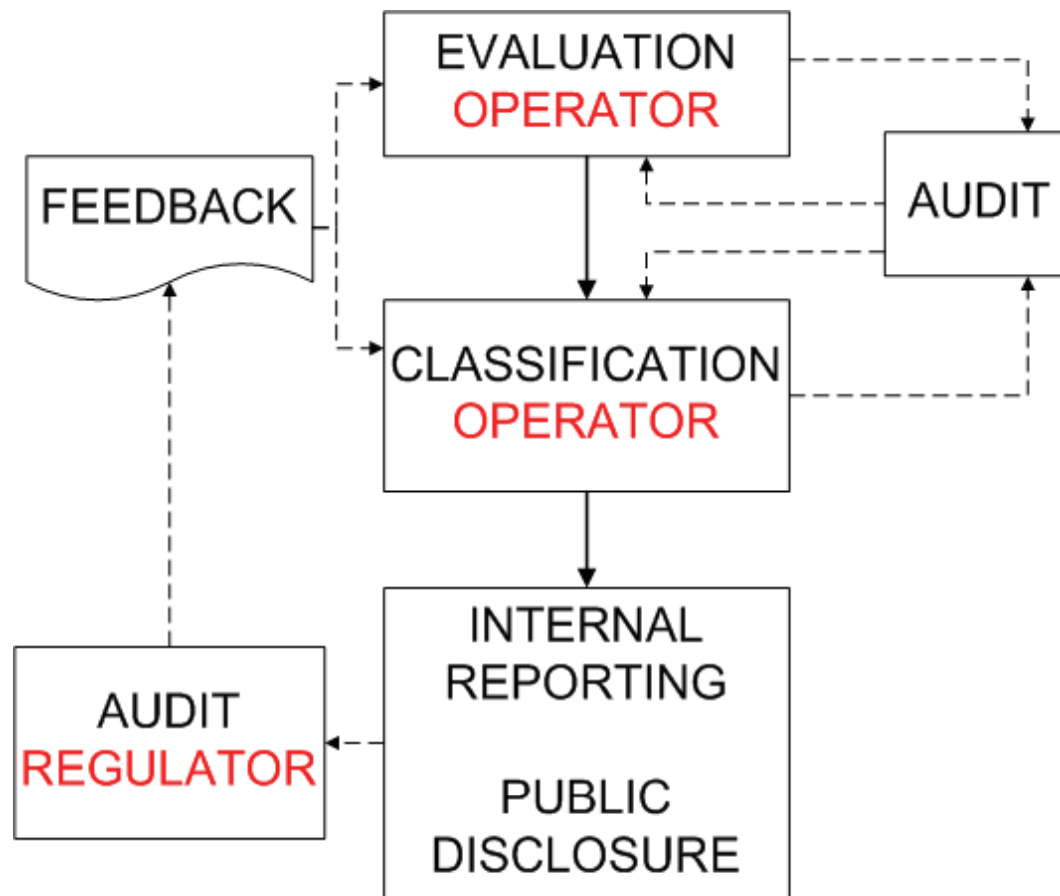 EVALUATION
OPERATOR
FEEDBACK
AUDIT
CLASSIFICATION
OPERATOR
INTERNAL
REPORTING
AUDIT
REGULATOR
PUBLIC
DISCLOSURE